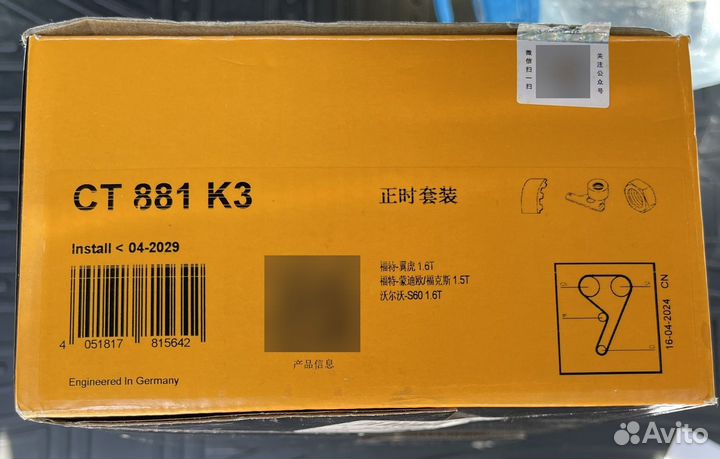 微信扫一扫
关注公众号
CT 881 K3
正时套装
Install < 04-2029
福特-翼虎 1.6T
福特-蒙迪欧/福克斯 1.5T
沃尔沃-S60 1.6T
4 051817 815642
产品信息
16-04-2024 CN
Engineered In Germany
Avito